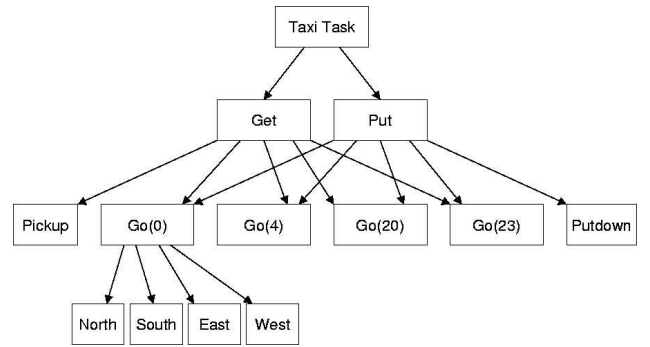 Taxi Task
Get
Put
Pickup
Go(0)
Go(4)
Go(20)
Go(23)
Putdown
North
South
East
West